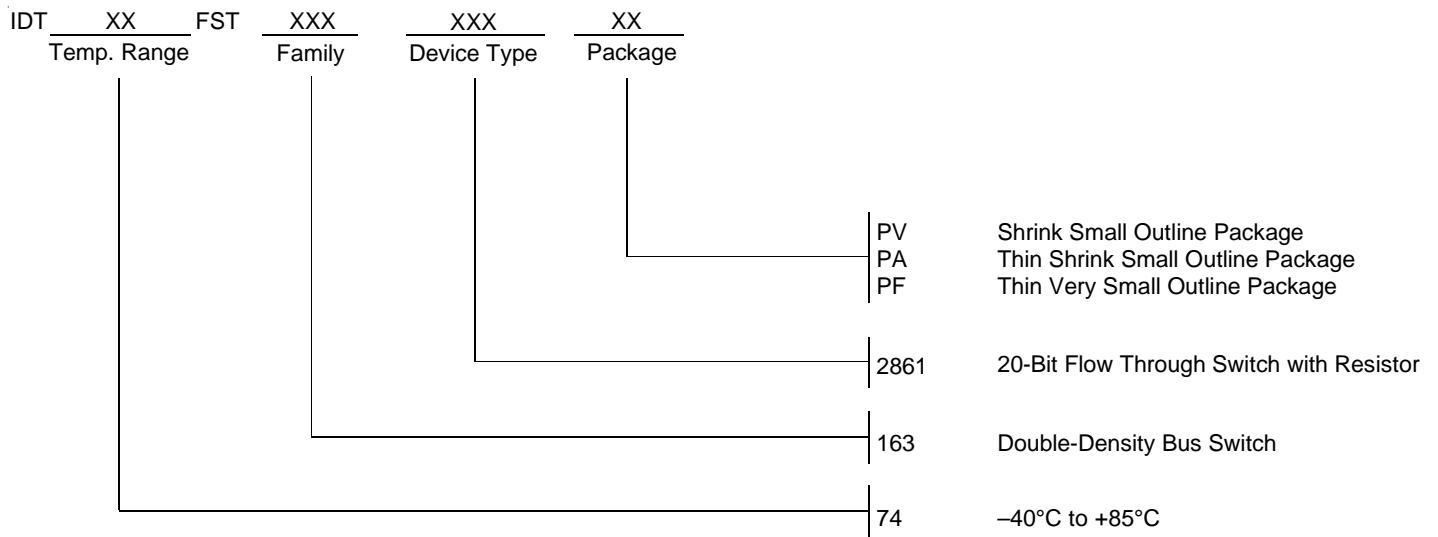 IDT XX FST XXX XXX XX
Temp. Range Family Device Type Package
PV Shrink Small Outline Package
PA Thin Shrink Small Outline Package
PF Thin Very Small Outline Package
2861 20-Bit Flow Through Switch with Resistor
163 Double-Density Bus Switch
74 –40°C to +85°C